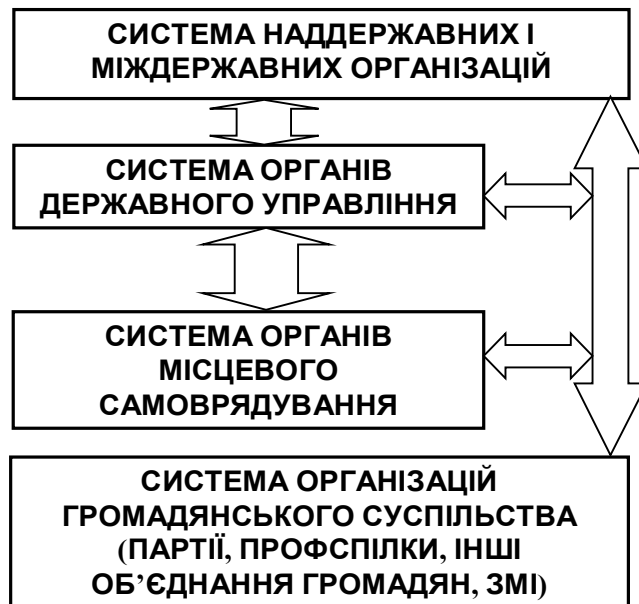 СИСТЕМА НАДДЕРЖАВНИХ І
МІЖДЕРЖАВНИХ ОРГАНІЗАЦІЙ
СИСТЕМА ОРГАНІВ
ДЕРЖАВНОГО УПРАВЛІННЯ
СИСТЕМА ОРГАНІВ
МІСЦЕВОГО
САМОВРЯДУВАННЯ
СИСТЕМА ОРГАНІЗАЦІЙ
ГРОМАДЯНСЬКОГО СУСПІЛЬСТВА
(ПАРТІЇ, ПРОФСПІЛКИ, ІНШІ
ОБ’ЄДНАННЯ ГРОМАДЯН, ЗМІ)